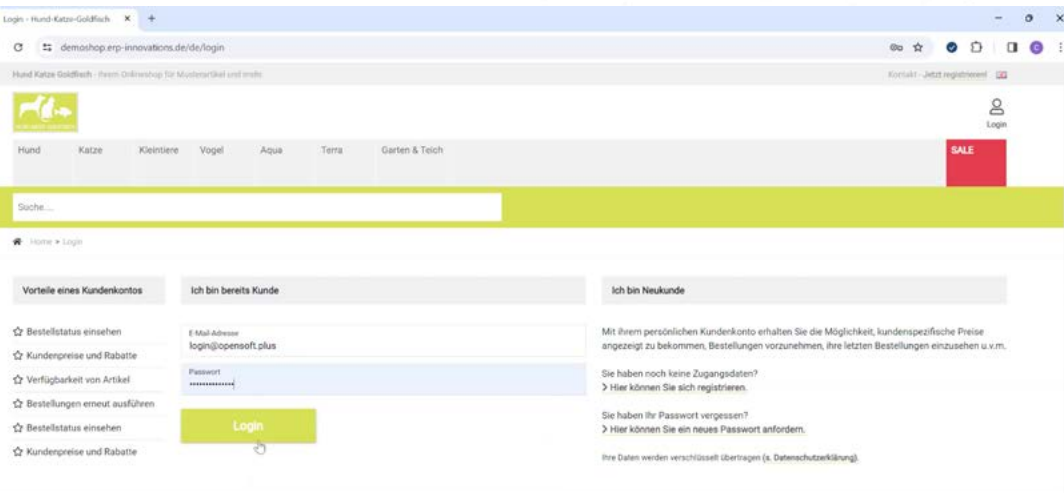 Login - Hund-Katze-Goldfisch
demoshop.erp-innovations.de/de/login
Hund Katze Goldfisch - Ihrem Onlineshop für Musterartikel und mehr
Kontakt - Jetzt registrieren!
Login
Hund Katze Kleintiere Vogel Aqua Terra Garten & Teich SALE
Suche....
Home » Login
Vorteile eines Kundenkontos
Bestellstatus einsehen
Kundenpreise und Rabatte
Verfügbarkeit von Artikel
Bestellungen erneut ausführen
Bestellstatus einsehen
Kundenpreise und Rabatte
Ich bin bereits Kunde
E-Mail-Adresse
login@opensoft.plus
Passwort
Login
Ich bin Neukunde
Mit ihrem persönlichen Kundenkonto erhalten Sie die Möglichkeit, kundenspezifische Preise
angezeigt zu bekommen, Bestellungen vorzunehmen, ihre letzten Bestellungen einzusehen u.v.m.
Sie haben noch keine Zugangsdaten?
> Hier können Sie sich registrieren.
Sie haben Ihr Passwort vergessen?
> Hier können Sie ein neues Passwort anfordern.
Ihre Daten werden verschlüsselt übertragen (s. Datenschutzerklärung).